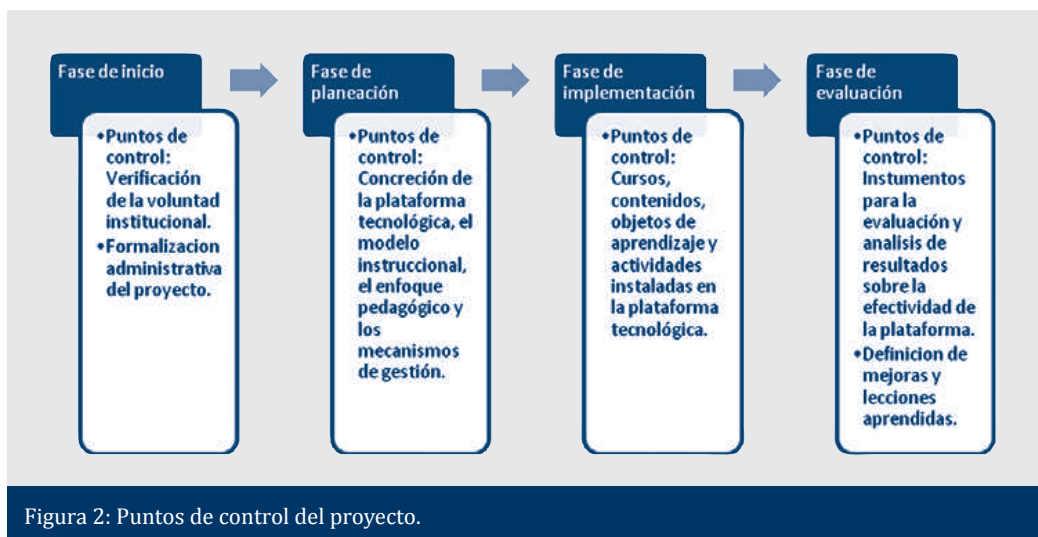 Fase de inicio
•Puntos de
control:
Verificación
de la voluntad
institucional.
•Formalizacion
administrativa
del proyecto.
Fase de
planeación
•Puntos de
control:
Concreción de
la plataforma
tecnológica, el
modelo
instruccional,
el enfoque
pedagógico y
los
mecanismos
de gestión.
Fase de
implementación
•Puntos de
control:
Cursos,
contenidos,
objetos de
aprendizaje y
actividades
instaladas en
la plataforma
tecnológica.
Fase de
evaluación
•Puntos de
control:
Instumentos
para la
evaluación y
analisis de
resultados
sobre la
efectividad de
la plataforma.
•Definicion de
mejoras y
lecciones
aprendidas.
Figura 2: Puntos de control del proyecto.